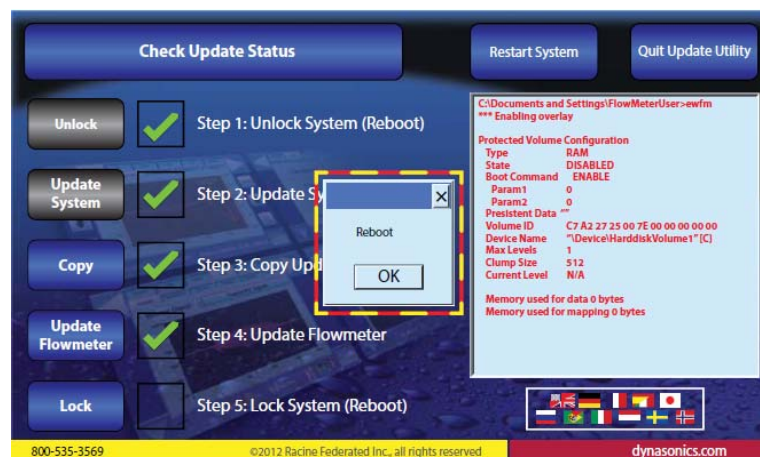 Check Update Status
Restart System
Quit Update Utility
Unlock
Step 1: Unlock System (Reboot)
Update
System
Step 2: Update Sy
Copy
Step 3: Copy Upd
Update
Flowmeter
Step 4: Update Flowmeter
Lock
Step 5: Lock System (Reboot)
X
Reboot
OK
C:\Documents and Settings\FlowMeterUser>ewfm
*** Enabling overlay
Protected Volume Configuration
Type RAM
State DISABLED
Boot Command ENABLE
Param1 0
Param2 0
Presistent Data ""
Volume ID C7 A2 27 25 00 7E 00 00 00 00 00
Device Name "\Device\HarddiskVolume1" [C]
Max Levels 1
Clump Size 512
Current Level N/A
Memory used for data 0 bytes
Memory used for mapping 0 bytes
800-535-3569
©2012 Racine Federated Inc., all rights reserved
dynasonics.com